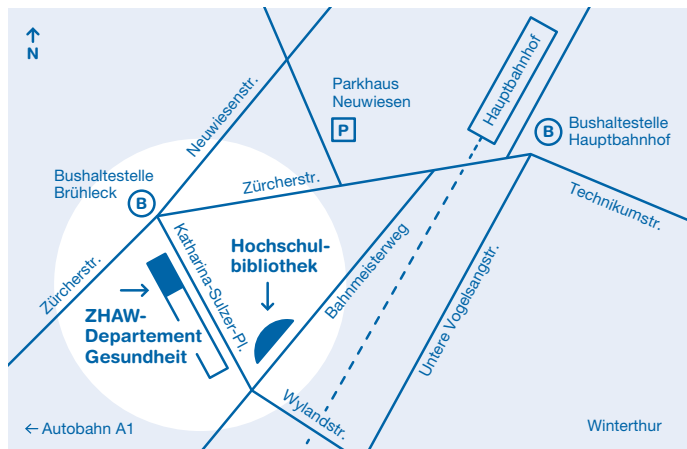 N
Neuwiesenstr.
Parkhaus
Neuwiesen
P
Hauptbahnhof
B
Bushaltestelle
Hauptbahnhof
Bushaltestelle
Brühleck
B
Zürcherstr.
Technikumstr.
Zürcherstr.
Katharina-Sulzer-Pl.
Hochschul-
bibliothek
Bahnmeisterweg
Untere Vogelsangstr.
ZHAW-
Departement
Gesundheit
Wylandstr.
← Autobahn A1
Winterthur